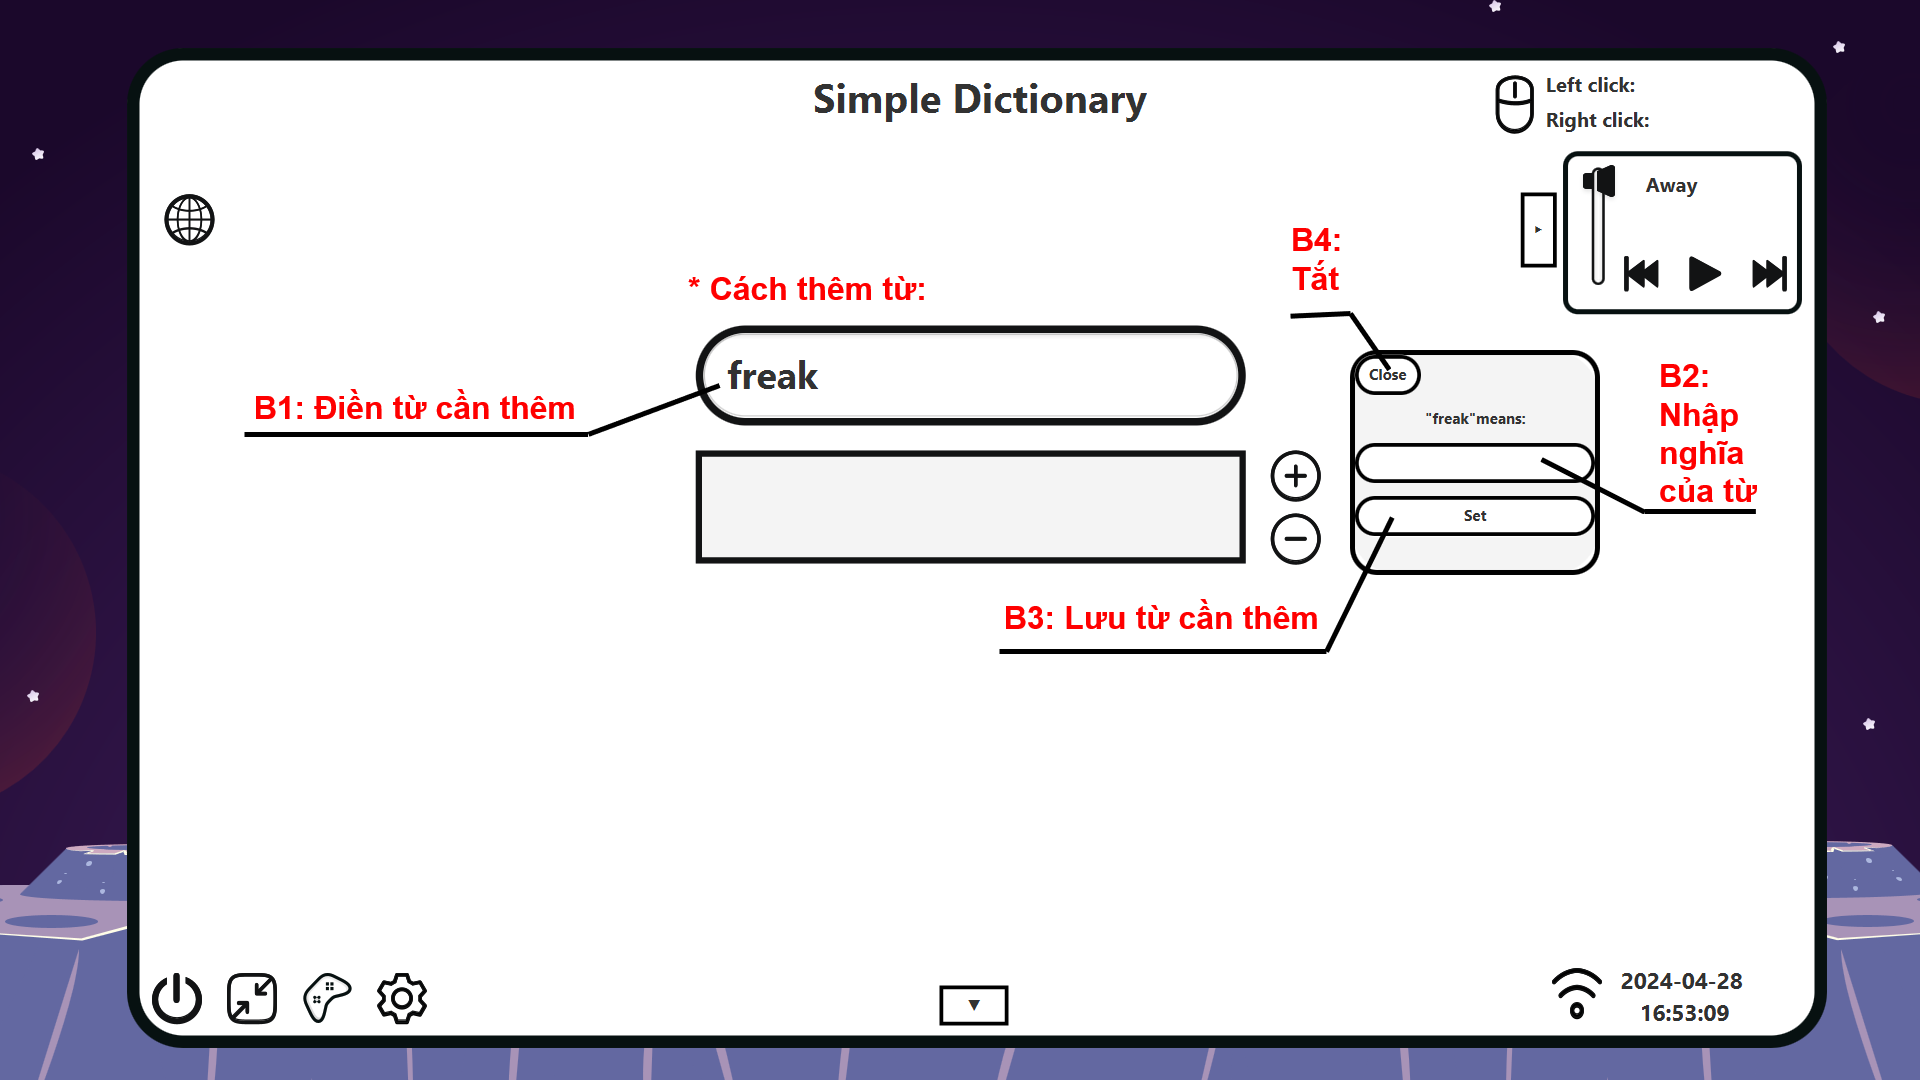 Simple Dictionary
Left click:
Right click:
Away
B4:
Tắt
* Cách thêm từ:
freak
B1: Điền từ cần thêm
Close
"freak"means:
Set
B2:
Nhập
nghĩa
của từ
B3: Lưu từ cần thêm
2024-04-28
16:53:09